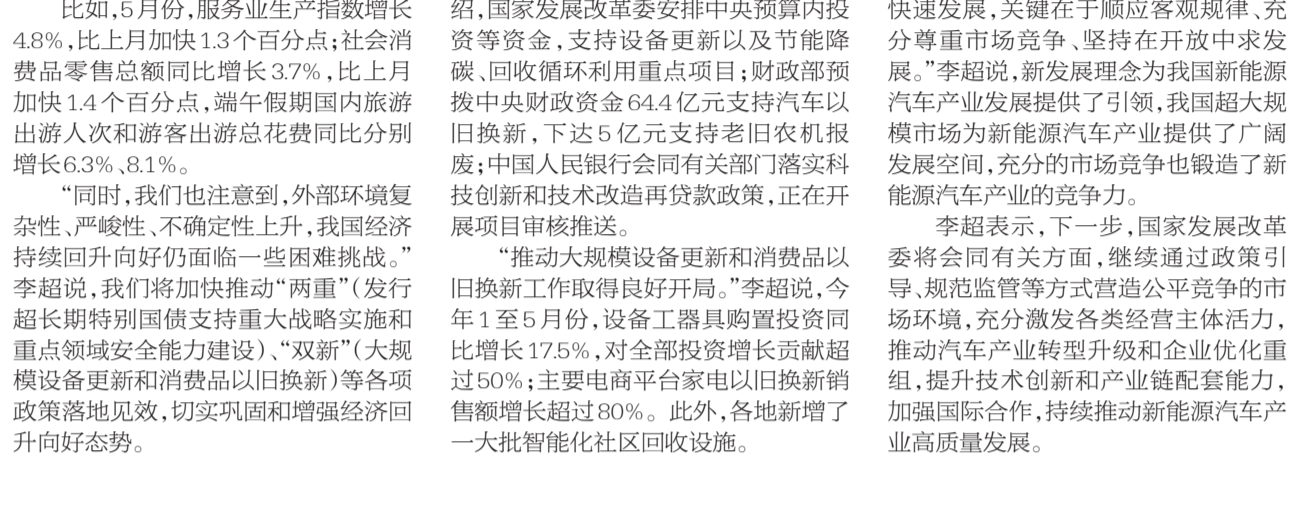 比如,5月份,服务业生产指数增长
4.8%,比上月加快1.3个百分点;社会消
费品零售总额同比增长3.7%,比上月
加快1.4个百分点,端午假期国内旅游
出游人次和游客出游总花费同比分别
增长6.3%、8.1%。
“同时,我们也注意到,外部环境复
杂性、严峻性、不确定性上升,我国经济
持续回升向好仍面临一些困难挑战。”
李超说,我们将加快推动“两重”(发行
超长期特别国债支持重大战略实施和
重点领域安全能力建设)、“双新”(大规
模设备更新和消费品以旧换新)等各项
政策落地见效,切实巩固和增强经济回
升向好态势。
绍,国家发展改革委安排中央预算内投
资等资金,支持设备更新以及节能降
碳、回收循环利用重点项目;财政部预
拨中央财政资金64.4亿元支持汽车以
旧换新,下达5亿元支持老旧农机报
废;中国人民银行会同有关部门落实科
技创新和技术改造再贷款政策,正在开
展项目审核推送。
“推动大规模设备更新和消费品以
旧换新工作取得良好开局。”李超说,今
年1至5月份,设备工器具购置投资同
比增长17.5%,对全部投资增长贡献超
过50%;主要电商平台家电以旧换新销
售额增长超过80%。此外,各地新增了
一大批智能化社区回收设施。
快速发展,关键在于顺应客观规律、充
分尊重市场竞争、坚持在开放中求发
展。”李超说,新发展理念为我国新能源
汽车产业发展提供了引领,我国超大规
模市场为新能源汽车产业提供了广阔
发展空间,充分的市场竞争也锻造了新
能源汽车产业的竞争力。
李超表示,下一步,国家发展改革
委将会同有关方面,继续通过政策引
导、规范监管等方式营造公平竞争的市
场环境,充分激发各类经营主体活力,
推动汽车产业转型升级和企业优化重
组,提升技术创新和产业链配套能力,
加强国际合作,持续推动新能源汽车产
业高质量发展。